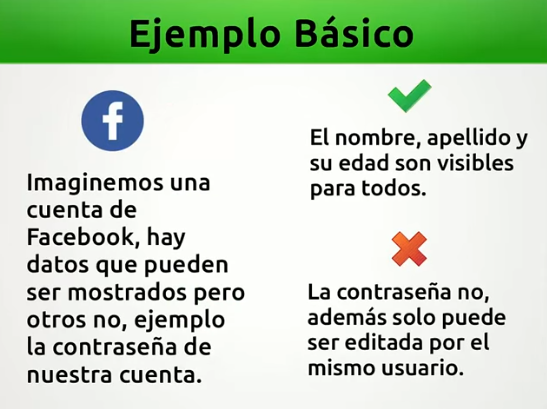 Ejemplo Básico
f
Imaginemos una
cuenta de
Facebook, hay
datos que pueden
ser mostrados pero
otros no, ejemplo
la contraseña de
nuestra cuenta.
El nombre, apellido y
su edad son visibles
para todos.
La contraseña no,
además solo puede
ser editada por el
mismo usuario.